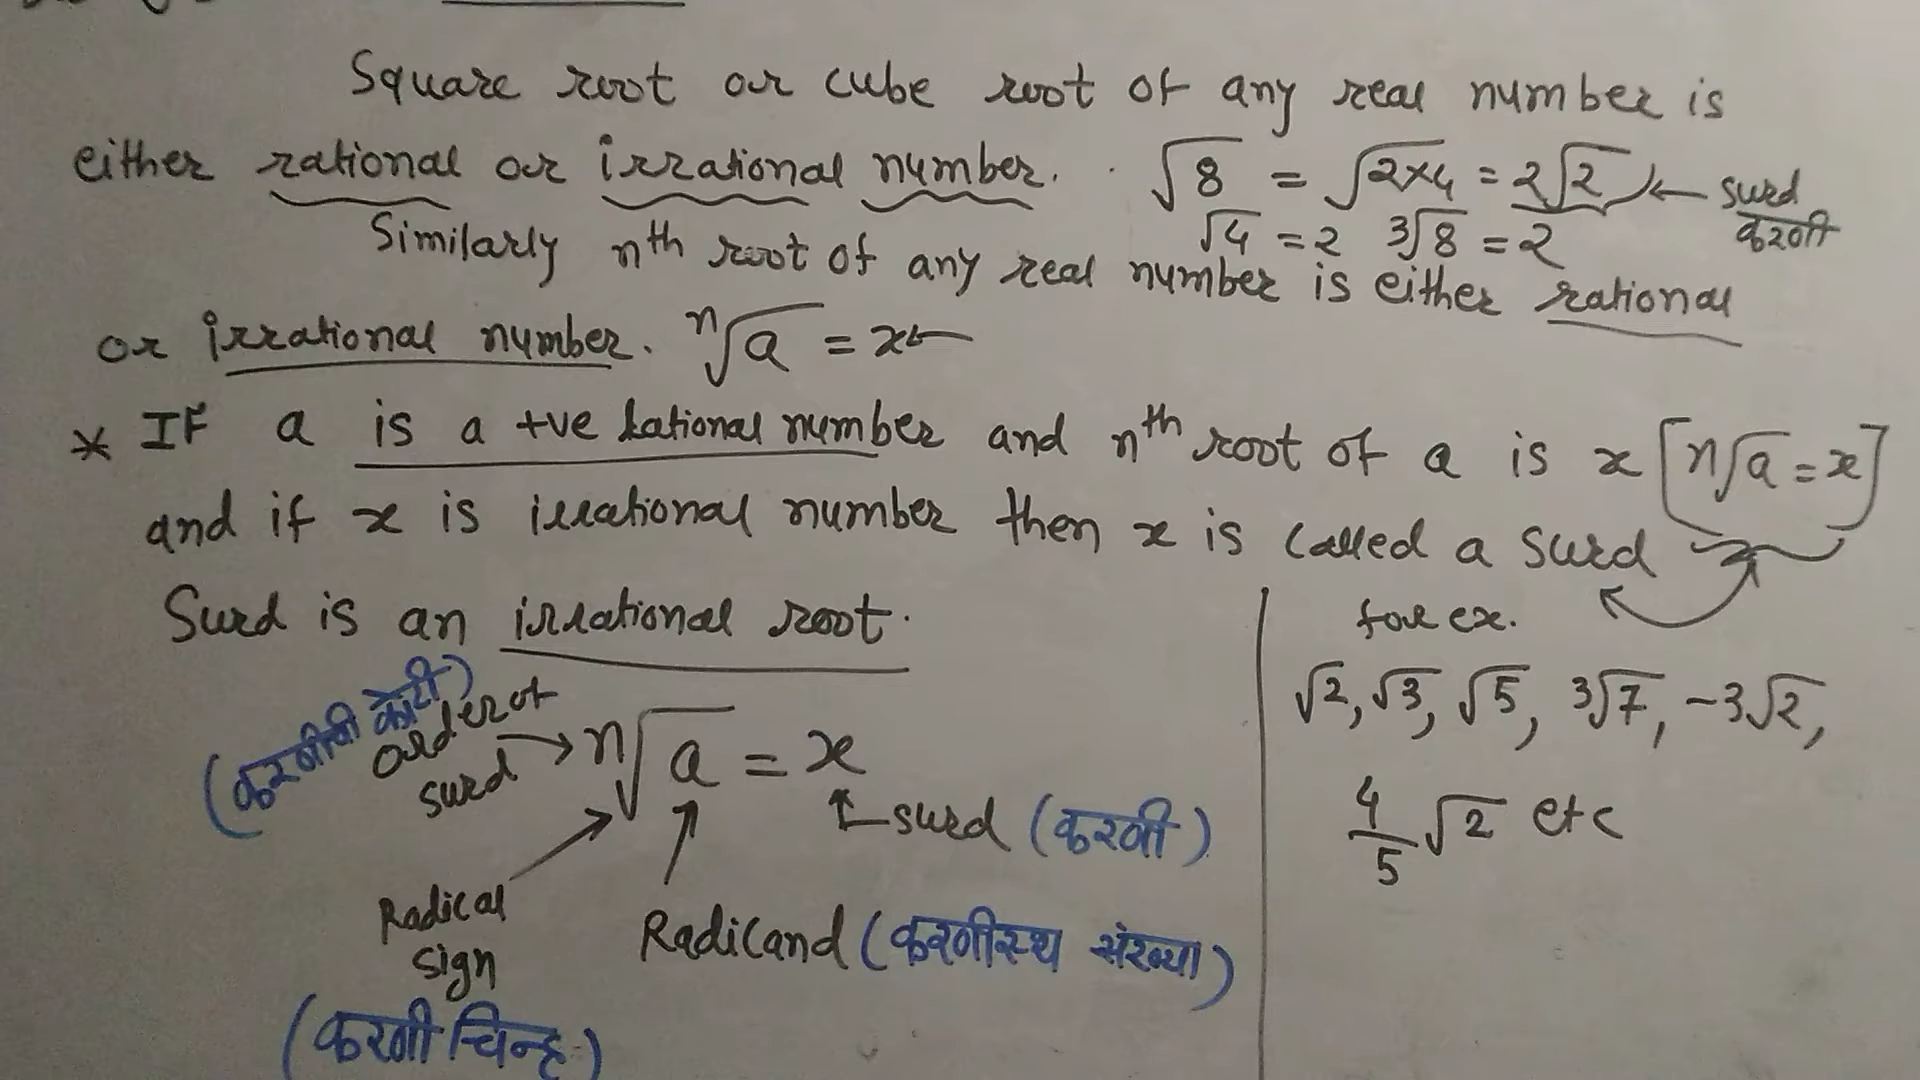 Square root or cube root of any real number is
either rational or irrational number. √8 = √2×4 = 2√2 ← surd
करणी
√4 = 2 3√8 = 2
Similarly nth root of any real number is either rational
or irrational number. n√a = x ←
* If a is a +ve rational number and nth root of a is x [n√a = x]
and if x is irrational number then x is called a surd
Surd is an irrational root.
for ex.
√2, √3, √5, 3√7, -3√2,
4/5 √2 etc
(करणीची कोटी)
order of
surd → n√a = x
surd (करणी)
Radical
sign
(करणी चिन्ह)
Radicand (करणीस्थ संख्या)